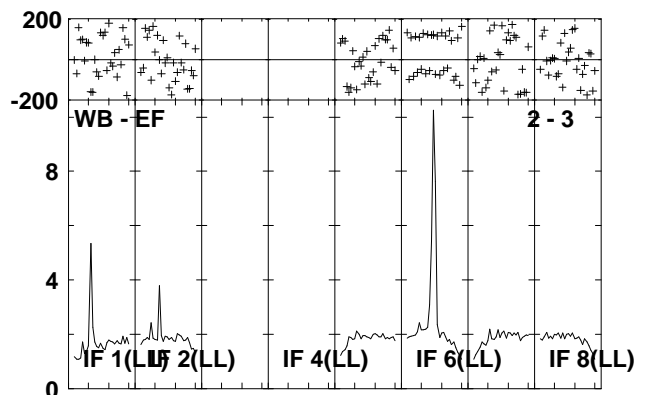 200
-200
WB - EF 2 - 3
8
4
IF 1(LL) IF 2(LL) IF 4(LL) IF 6(LL) IF 8(LL)
0